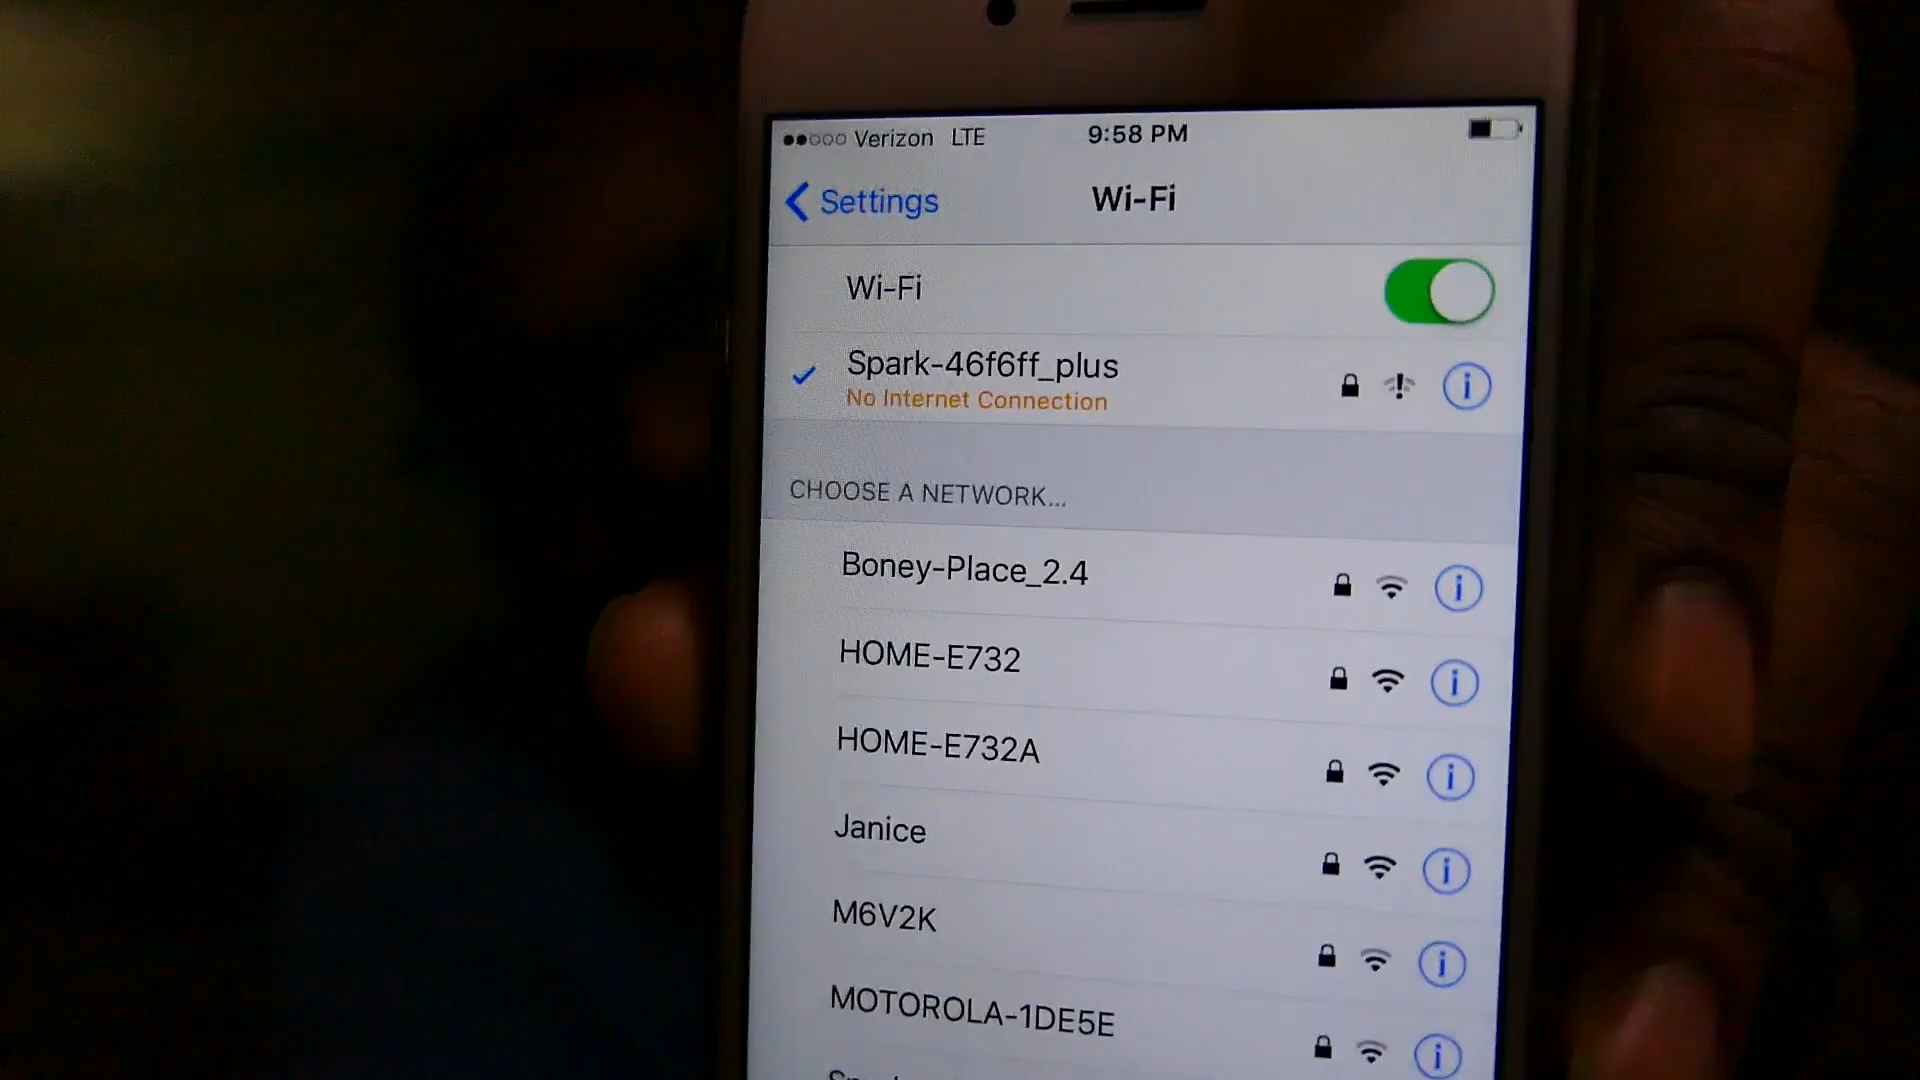 Verizon LTE 9:58 PM
Settings Wi-Fi
Wi-Fi
Spark-46f6ff_plus
No Internet Connection
CHOOSE A NETWORK...
Boney-Place_2.4
HOME-E732
HOME-E732A
Janice
M6V2K
MOTOROLA-1DE5E